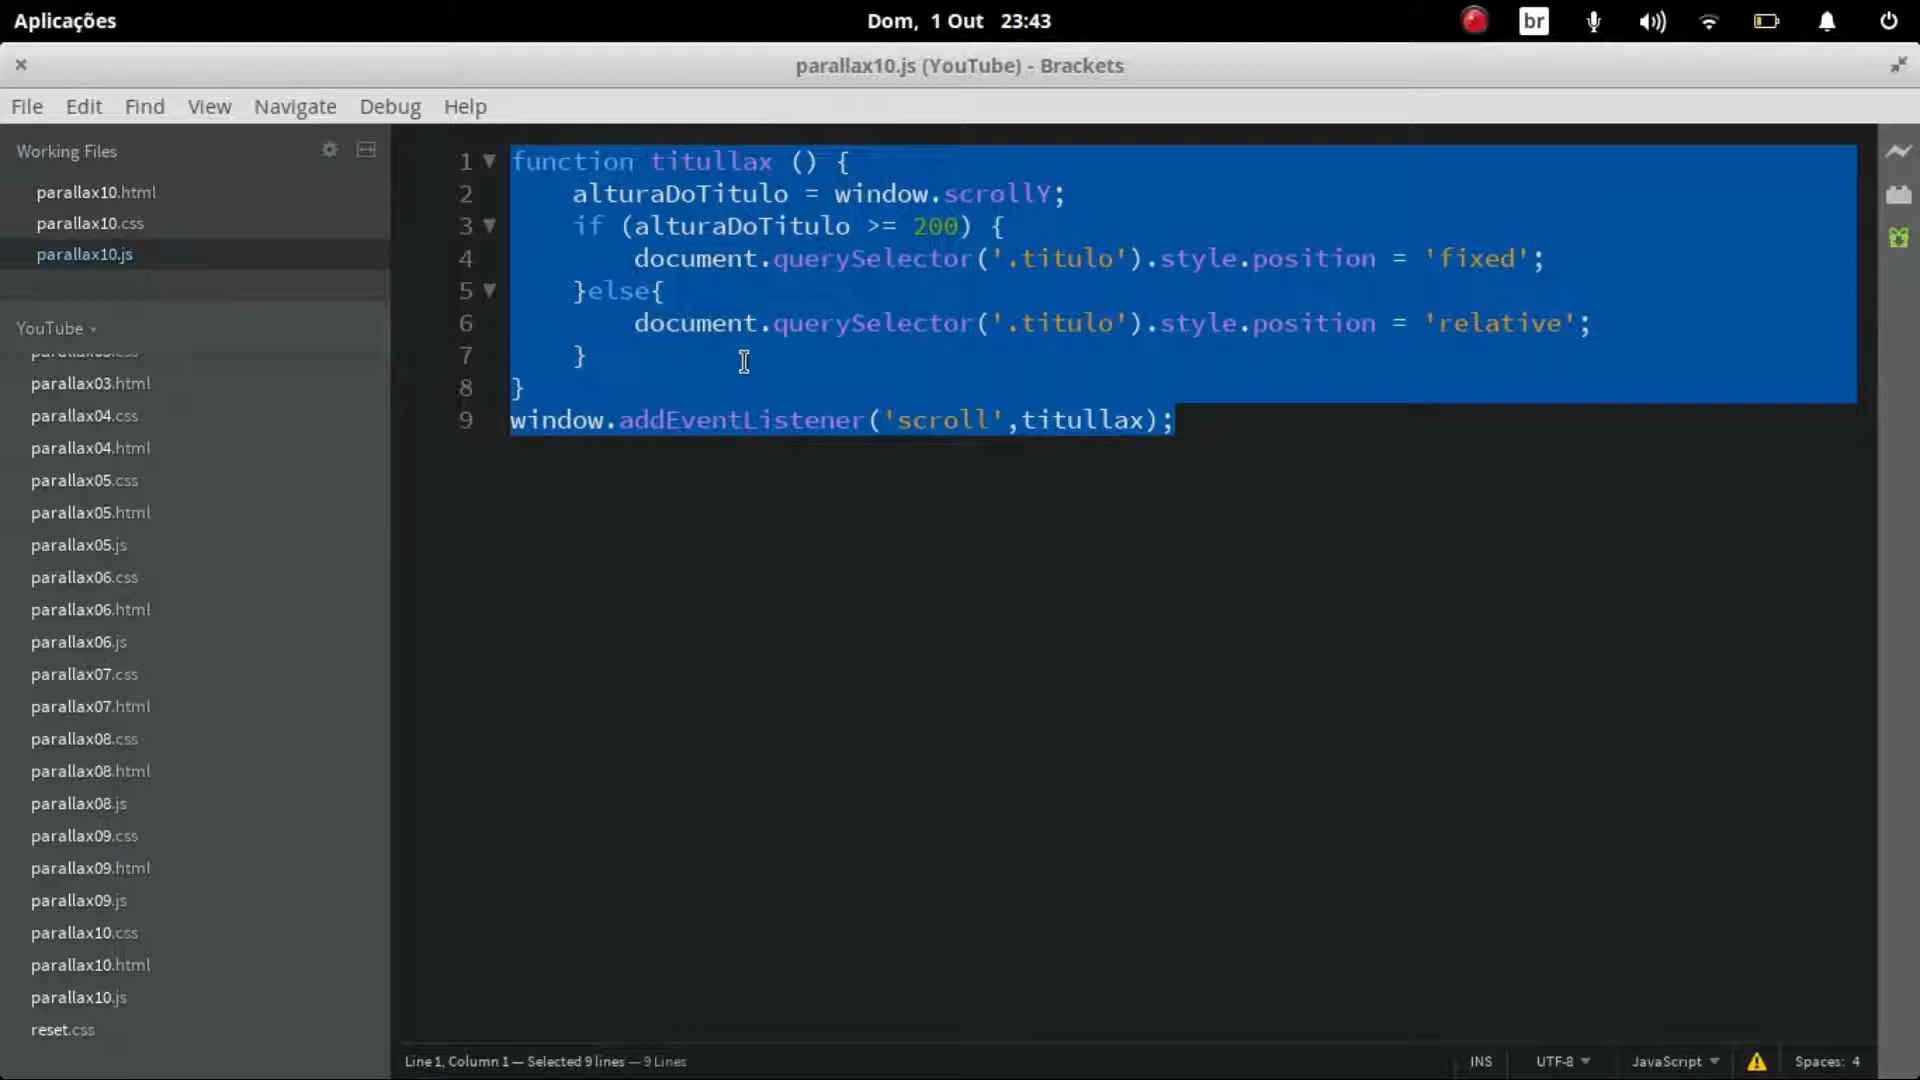 Aplicações
Dom, 1 Out 23:43
br
parallax10.js (YouTube) - Brackets
File Edit Find View Navigate Debug Help
Working Files
parallax10.html
parallax10.css
parallax10.js
YouTube
parallax03.css
parallax03.html
parallax04.css
parallax04.html
parallax05.css
parallax05.html
parallax05.js
parallax06.css
parallax06.html
parallax06.js
parallax07.css
parallax07.html
parallax08.css
parallax08.html
parallax08.js
parallax09.css
parallax09.html
parallax09.js
parallax10.css
parallax10.html
parallax10.js
reset.css
1 function titullax () {
2 alturaDoTitulo = window.scrollY;
3 if (alturaDoTitulo >= 200) {
4 document.querySelector('.titulo').style.position = 'fixed';
5 }else{
6 document.querySelector('.titulo').style.position = 'relative';
7 }
8 }
9 window.addEventListener('scroll',titullax);
Line 1, Column 1 — Selected 9 lines — 9 Lines
INS UTF-8 JavaScript Spaces: 4